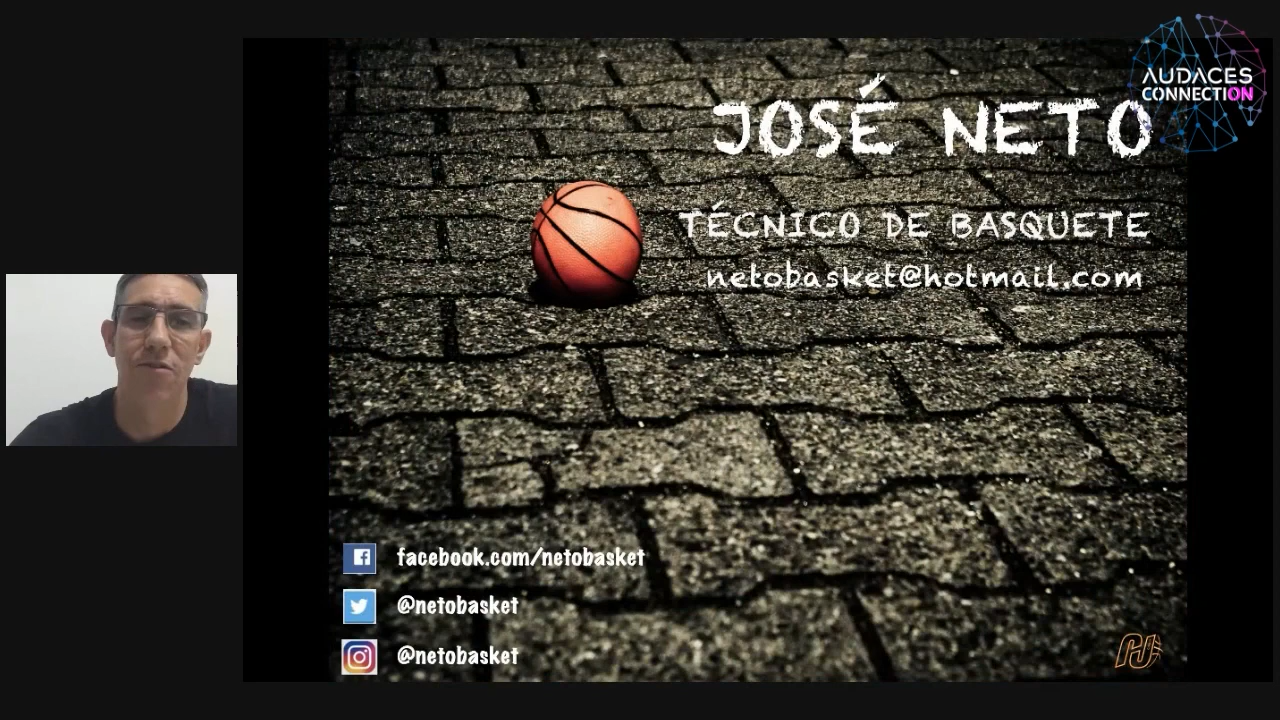 AUDACES
CONNECTION
JOSÉ NETO
TÉCNICO DE BASQUETE
netobasket@hotmail.com
facebook.com/netobasket
@netobasket
@netobasket